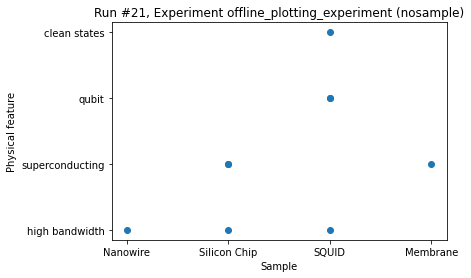 Run #21, Experiment offline_plotting_experiment (nosample)
clean states
qubit
superconducting
high bandwidth
Physical feature
Nanowire Silicon Chip SQUID Membrane
Sample